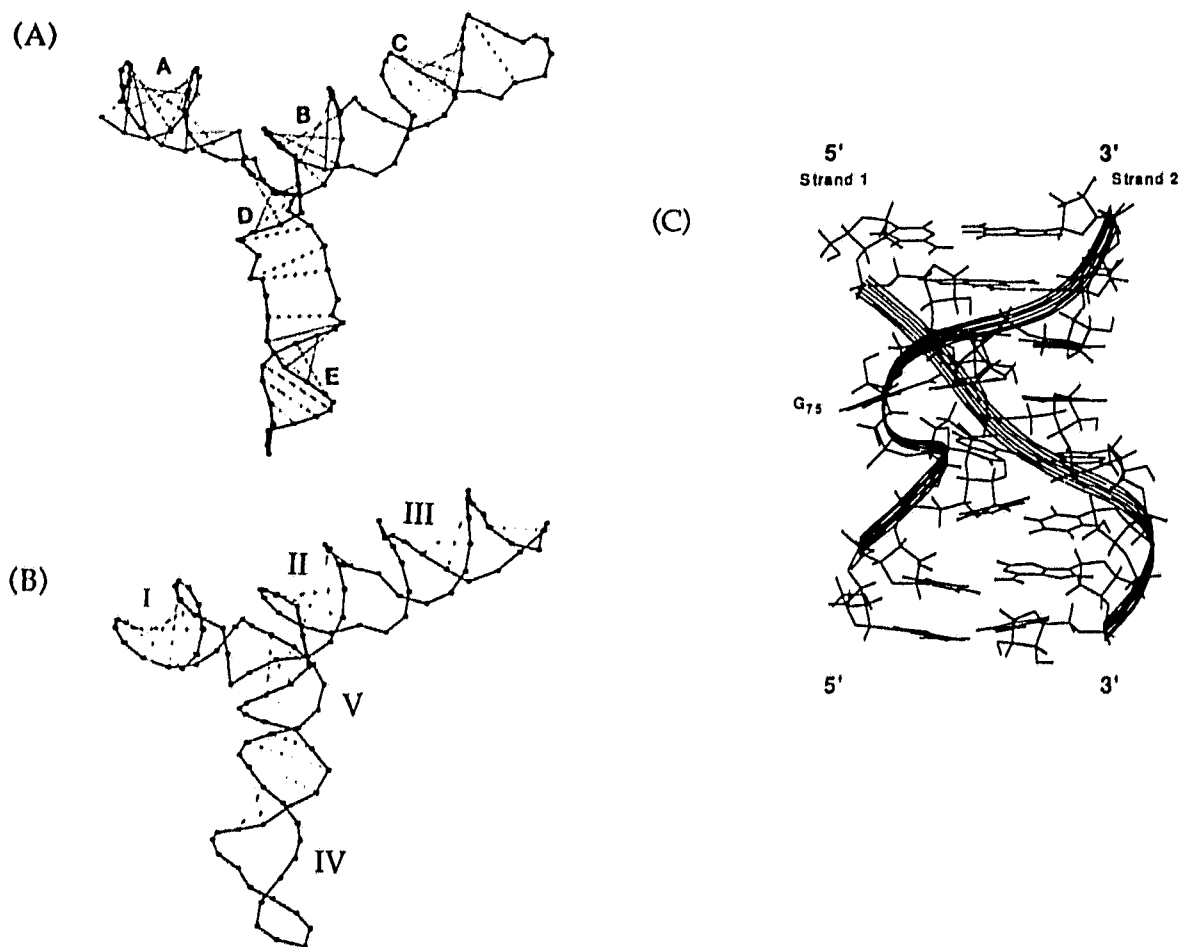 (A)
A
B
C
D
E
(B)
I
II
III
V
IV
(C)
5' 3'
Strand 1 Strand 2
G75
5' 3'